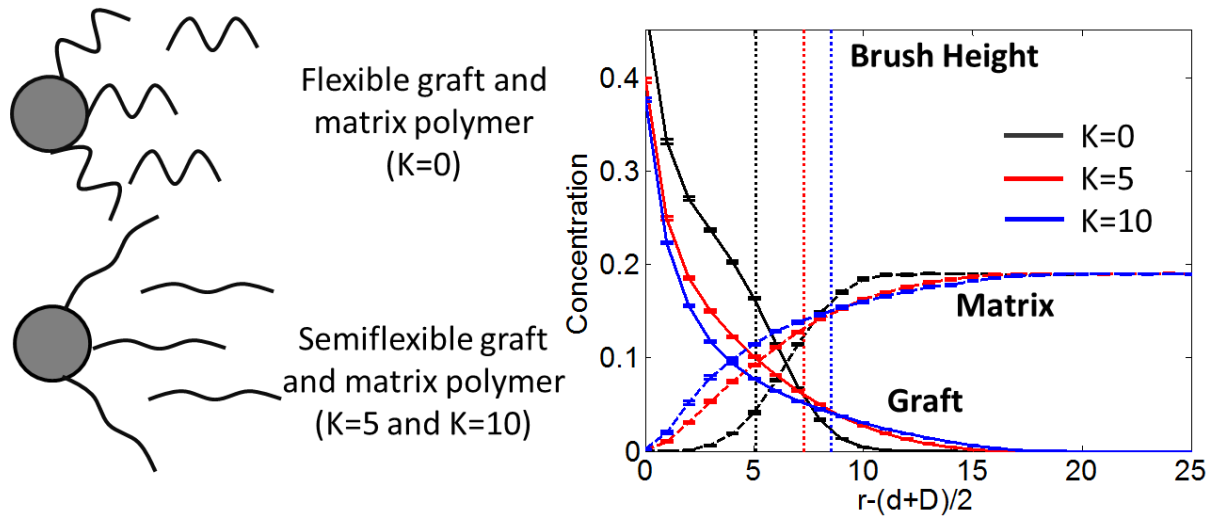 Flexible graft and
matrix polymer
(K=0)
Semiflexible graft
and matrix polymer
(K=5 and K=10)
Brush Height
K=0
K=5
K=10
Matrix
Graft
Concentration
0.4
0.3
0.2
0.1
0
0
5
10
15
20
25
r-(d+D)/2